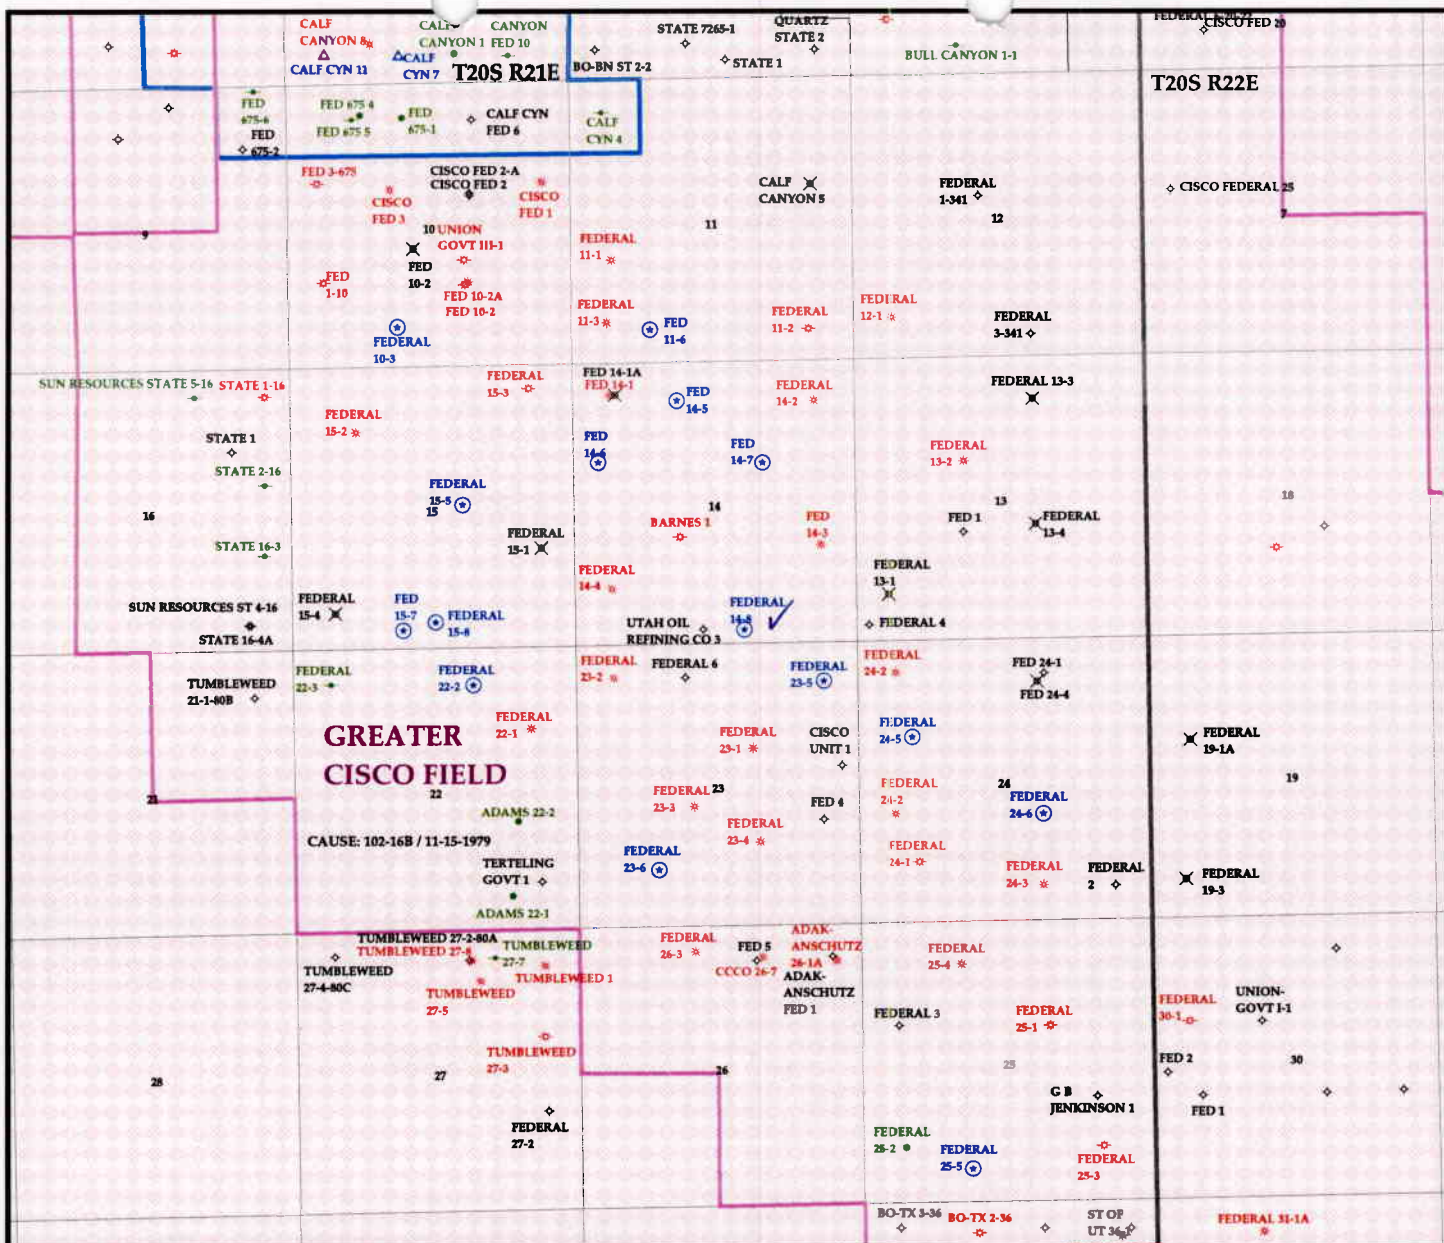 CALF
CANYON 8
CALF CYN 11
CALF
CANYON 1
CALF
CYN 7
CANYON
FED 10
T20S R21E
BO-BN ST 2-2
STATE 7265-1
STATE 1
QUARTZ
STATE 2
BULL CANYON 1-1
CISCO FED 20
T20S R22E
FED
675-6
FED
675-2
FED 675 4
FED 675 5
FED
675-1
CALF CYN
FED 6
CALF
CYN 4
FED 3-675
CISCO
FED 3
CISCO FED 2-A
CISCO FED 2
CISCO
FED 1
CALF
CANYON 5
FEDERAL
1-341
12
CISCO FEDERAL 25
7
9
10
UNION
GOVT III-1
FED
10-2
FED
1-10
FED 10-2A
FED 10-2
FEDERAL
10-3
11
FEDERAL
11-1
FEDERAL
11-3
FED
11-6
FEDERAL
11-2
FEDERAL
12-1
FEDERAL
3-341
SUN RESOURCES STATE 5-16
STATE 1-16
STATE 1
STATE 2-16
16
STATE 16-3
SUN RESOURCES ST 4-16
STATE 16-4A
FEDERAL
15-3
FEDERAL
15-2
FEDERAL
15-5
15
FEDERAL
15-1
FEDERAL
15-4
FED
15-7
FEDERAL
15-8
FED 14-1A
FED 14-1
FED
14-5
FEDERAL
14-2
FED
14-6
FED
14-7
14
BARNES 1
FED
14-3
FEDERAL
14-4
UTAH OIL
REFINING CO 3
FEDERAL
14-8
FEDERAL 13-3
FEDERAL
13-2
13
FED 1
FEDERAL
13-4
FEDERAL
13-1
FEDERAL 4
18
TUMBLEWEED
21-1-80B
21
FEDERAL
22-3
FEDERAL
22-2
FEDERAL
22-1
GREATER
CISCO FIELD
22
ADAMS 22-2
CAUSE: 102-16B / 11-15-1979
TERTELING
GOVT 1
ADAMS 22-1
FEDERAL
23-2
FEDERAL 6
FEDERAL
23-5
FEDERAL
23-1
CISCO
UNIT 1
FEDERAL
23-3
23
FED 4
FEDERAL
23-4
FEDERAL
23-6
FEDERAL
24-2
FED 24-1
FED 24-4
FEDERAL
24-5
FEDERAL
24-2
24
FEDERAL
24-6
FEDERAL
24-1
FEDERAL
24-3
FEDERAL
2
FEDERAL
19-1A
19
FEDERAL
19-3
TUMBLEWEED 27-2-80A
TUMBLEWEED
27-7
TUMBLEWEED
27-4-80C
TUMBLEWEED 1
TUMBLEWEED
27-5
TUMBLEWEED
27-3
28
27
FEDERAL
27-2
FEDERAL
26-3
FED 5
CCCO 26-7
ADAK-
ANSCHUTZ
26-1A
ADAK-
ANSCHUTZ
FED 1
26
FEDERAL
25-4
FEDERAL 3
FEDERAL
25-1
25
G B
JENKINSON 1
FEDERAL
25-2
FEDERAL
25-5
FEDERAL
25-3
FEDERAL
30-1
UNION-
GOVT I-1
FED 2
30
FED 1
BO-TX 3-36
BO-TX 2-36
ST OF
UT 36-1
FEDERAL 31-1A